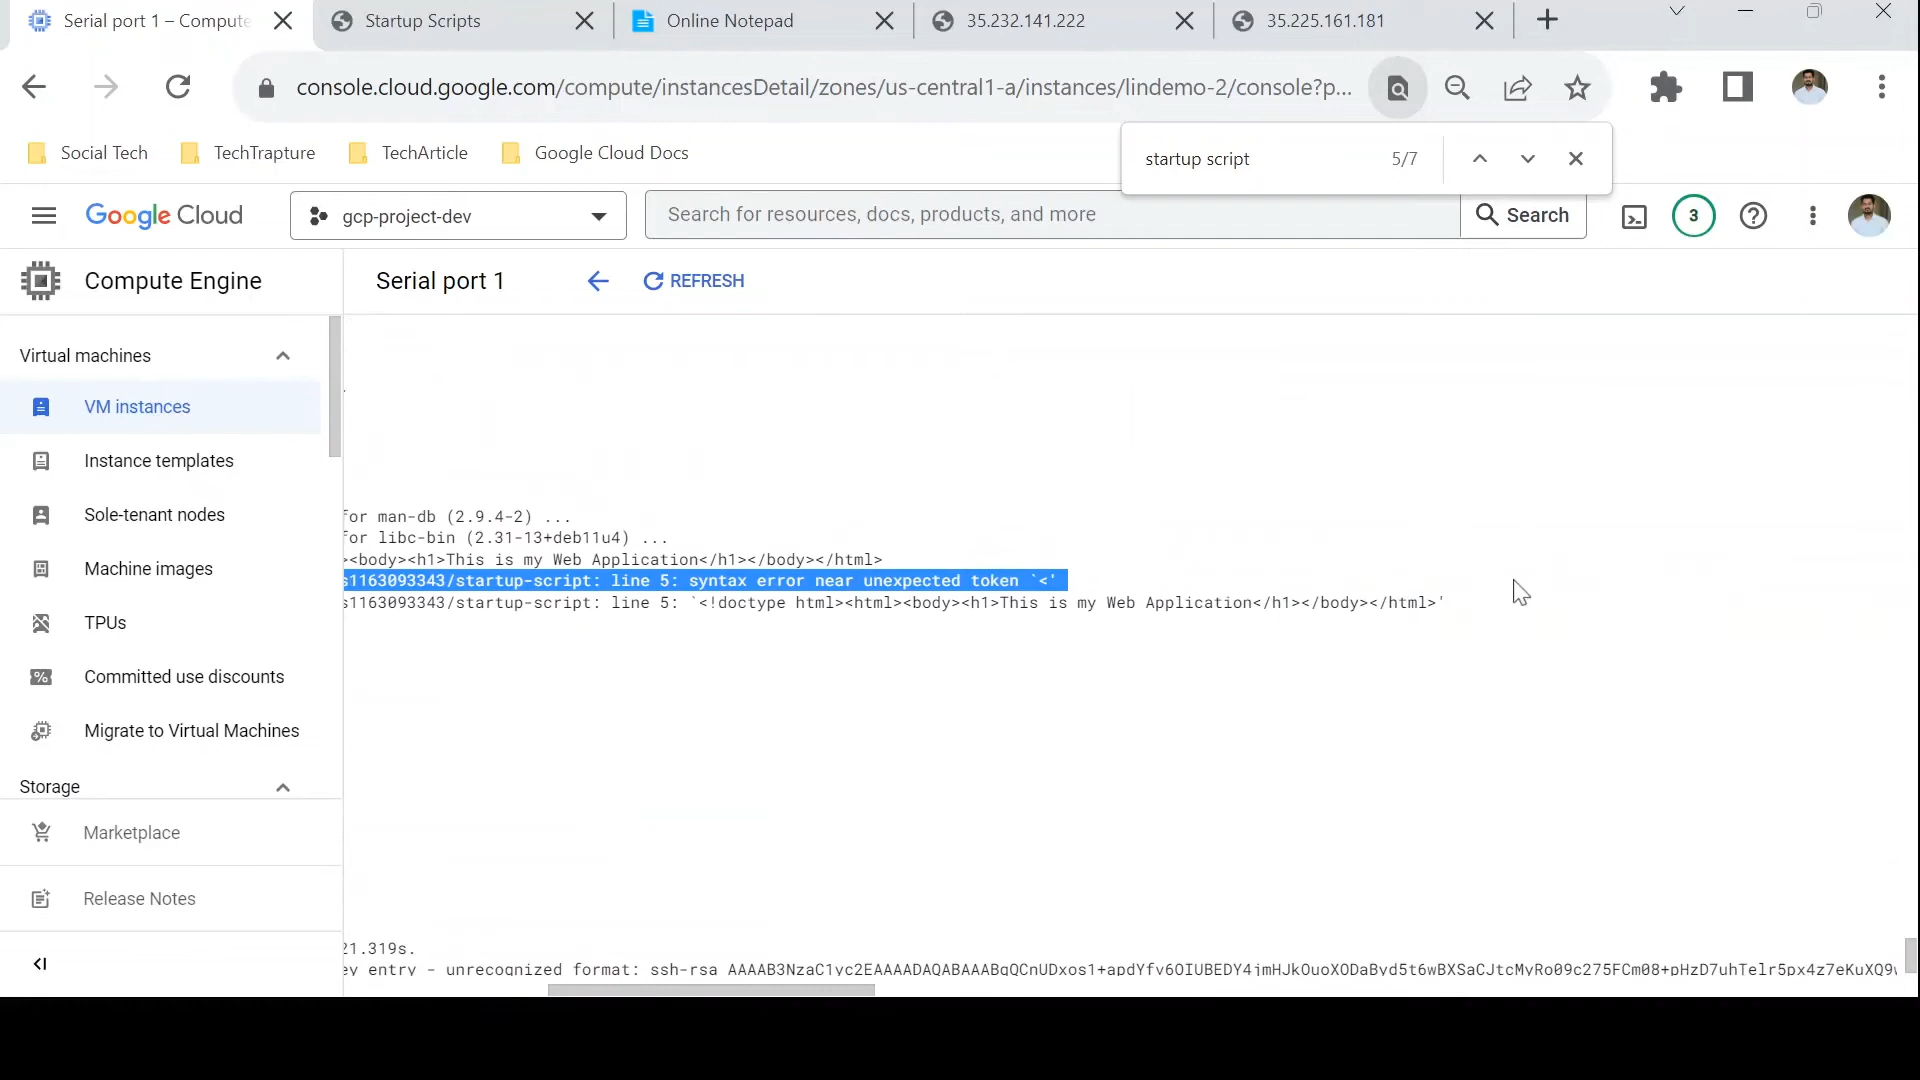 Serial port 1 – Compute
Startup Scripts
Online Notepad
35.232.141.222
35.225.161.181
console.cloud.google.com/compute/instancesDetail/zones/us-central1-a/instances/lindemo-2/console?p...
Social Tech
TechTrapture
TechArticle
Google Cloud Docs
startup script
5/7
Google Cloud
gcp-project-dev
Search for resources, docs, products, and more
Search
3
Compute Engine
Serial port 1
REFRESH
Virtual machines
VM instances
Instance templates
Sole-tenant nodes
Machine images
TPUs
Committed use discounts
Migrate to Virtual Machines
Storage
Marketplace
Release Notes
for man-db (2.9.4-2) ...
for libc-bin (2.31-13+deb11u4) ...
><body><h1>This is my Web Application</h1></body></html>
s1163093343/startup-script: line 5: syntax error near unexpected token `<'
s1163093343/startup-script: line 5: `<!doctype html><html><body><h1>This is my Web Application</h1></body></html>'
21.319s.
ey entry - unrecognized format: ssh-rsa